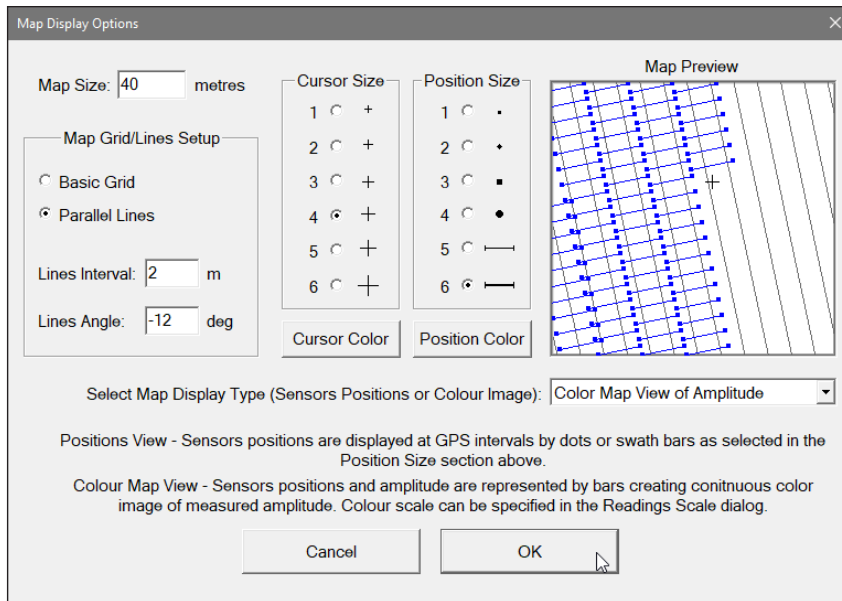 Map Display Options
Map Size: 40 metres
Map Grid/Lines Setup
Basic Grid
Parallel Lines
Lines Interval: 2 m
Lines Angle: -12 deg
Cursor Size
1
2
3
4
5
6
Cursor Color
Position Size
1
2
3
4
5
6
Position Color
Map Preview
Select Map Display Type (Sensors Positions or Colour Image): Color Map View of Amplitude
Positions View - Sensors positions are displayed at GPS intervals by dots or swath bars as selected in the
Position Size section above.
Colour Map View - Sensors positions and amplitude are represented by bars creating conitnuous color
image of measured amplitude. Colour scale can be specified in the Readings Scale dialog.
Cancel
OK